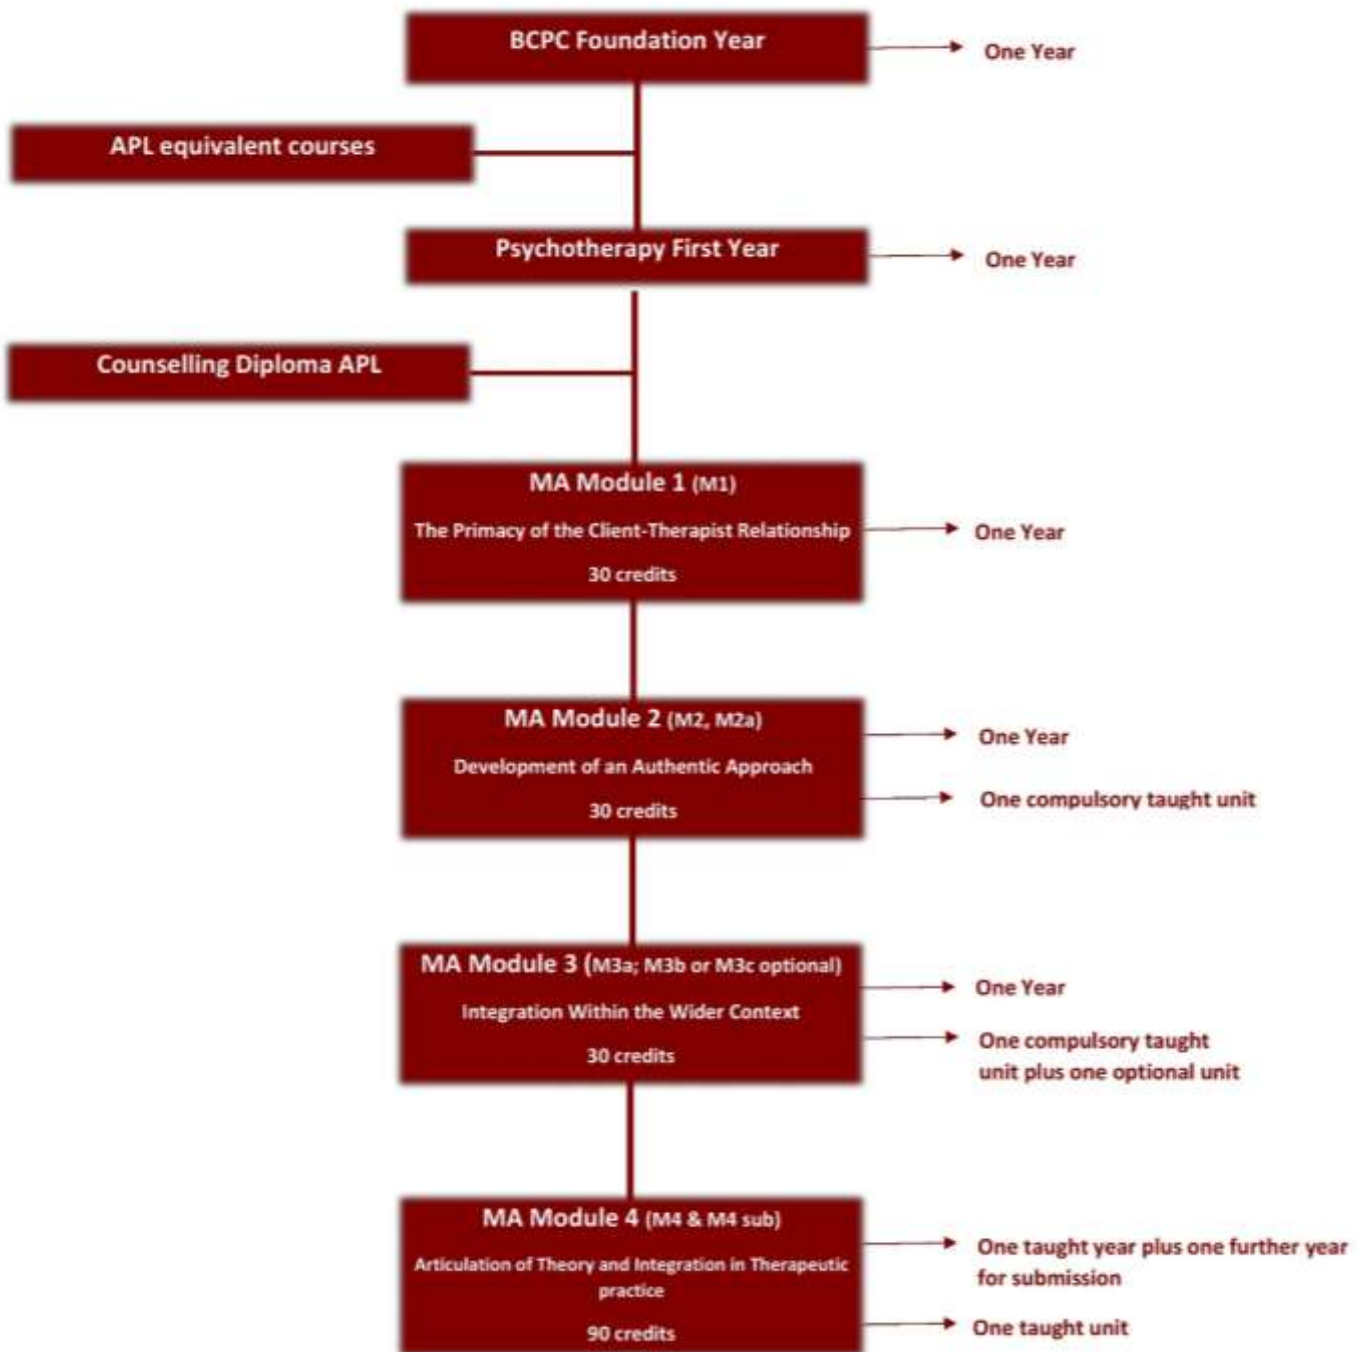 BCPC Foundation Year
One Year
APL equivalent courses
Psychotherapy First Year
One Year
Counselling Diploma APL
MA Module 1 (M1)
The Primacy of the Client-Therapist Relationship
30 credits
One Year
MA Module 2 (M2, M2a)
Development of an Authentic Approach
30 credits
One Year
One compulsory taught unit
MA Module 3 (M3a; M3b or M3c optional)
Integration Within the Wider Context
30 credits
One Year
One compulsory taught
unit plus one optional unit
MA Module 4 (M4 & M4 sub)
Articulation of Theory and Integration in Therapeutic
practice
90 credits
One taught year plus one further year
for submission
One taught unit